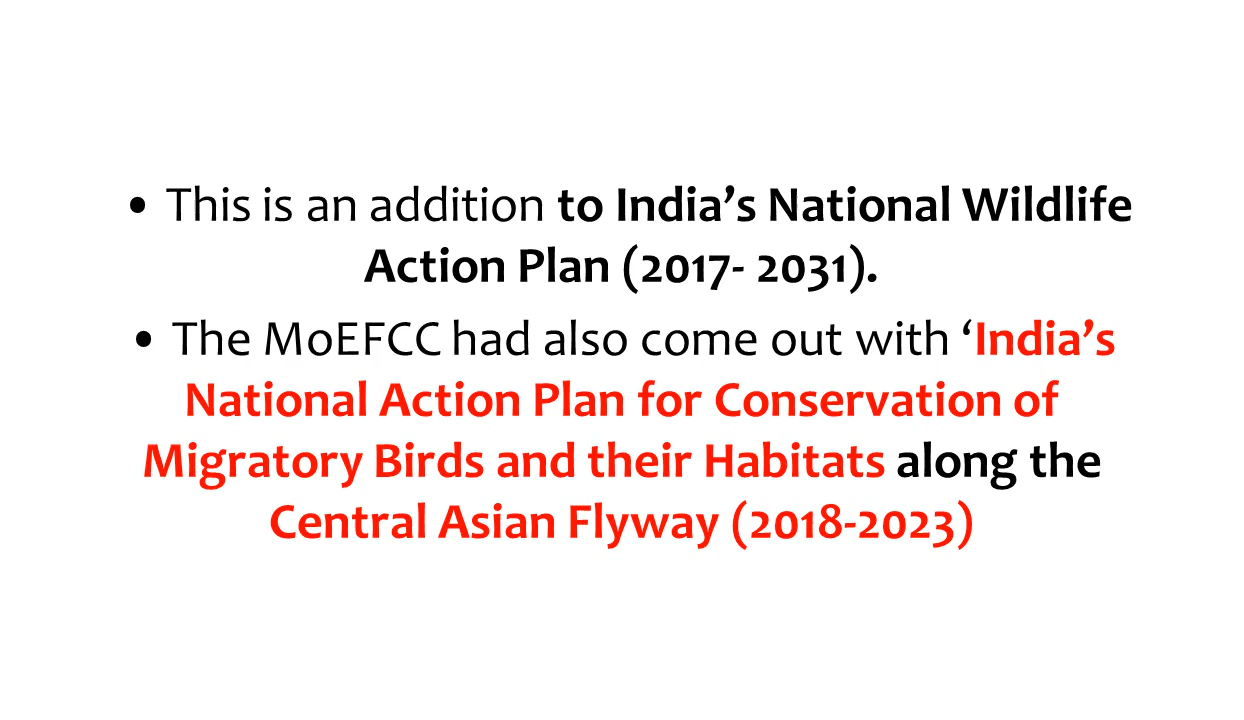 • This is an addition to India’s National Wildlife
Action Plan (2017- 2031).
• The MoEFCC had also come out with ‘India’s
National Action Plan for Conservation of
Migratory Birds and their Habitats along the
Central Asian Flyway (2018-2023)